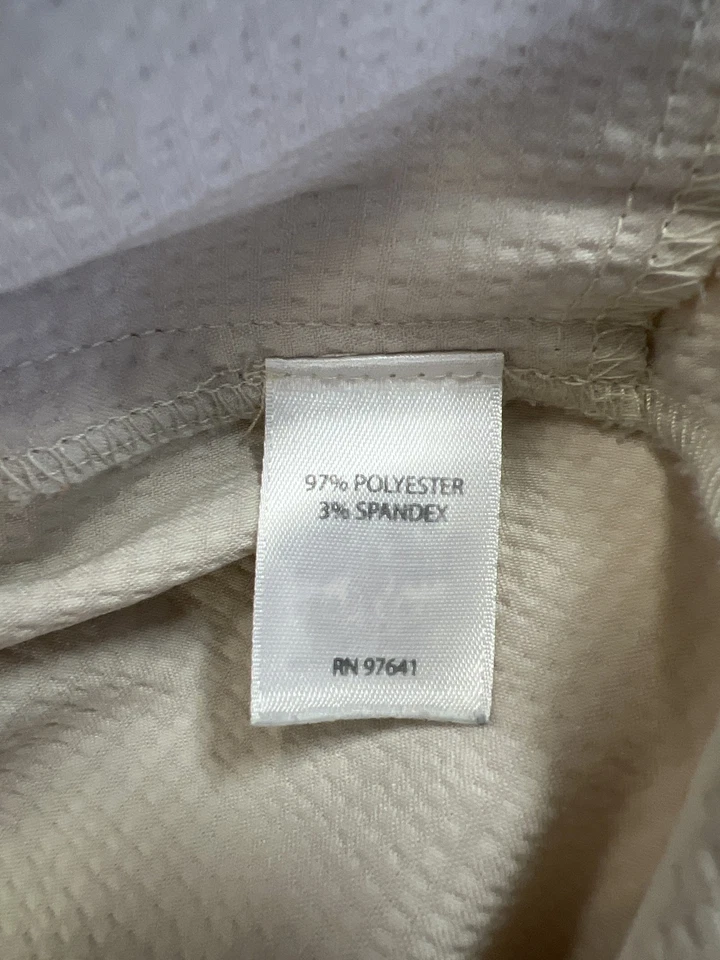 97% POLYESTER
3% SPANDEX
RN 97641